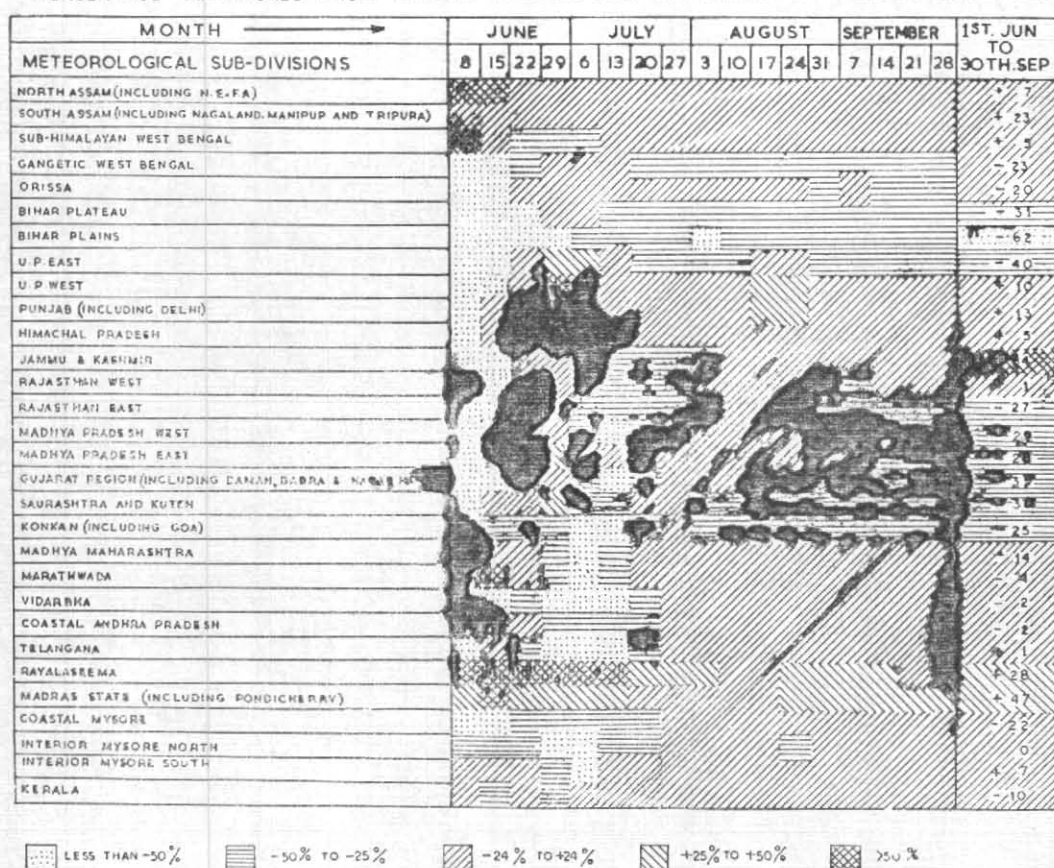 MONTH
JUNE JULY AUGUST SEPTEMBER 1ST. JUN TO 30TH. SEP
METEOROLOGICAL SUB-DIVISIONS 8 15 22 29 6 13 20 27 3 10 17 24 31 7 14 21 28
NORTH ASSAM (INCLUDING N.E.F.A) + 7
SOUTH ASSAM (INCLUDING NAGALAND, MANIPUP AND TRIPURA) + 23
SUB-HIMALAYAN WEST BENGAL + 5
GANGETIC WEST BENGAL - 23
ORISSA - 20
BIHAR PLATEAU - 31
BIHAR PLAINS - 62
U.P. EAST - 40
U.P. WEST 10
PUNJAB (INCLUDING DELHI) + 13
HIMACHAL PRADESH 5
JAMMU & KASHMIR
RAJASTHAN WEST 1
RAJASTHAN EAST - 27
MADHYA PRADESH WEST 29
MADHYA PRADESH EAST 28
GUJARAT REGION (INCLUDING DAMAN, DADRA &
SAURASHTRA AND KUTCH
KONKAN (INCLUDING GOA) - 25
MADHYA MAHARASHTRA 14
MARATHWADA
VIDARBHA 2
COASTAL ANDHRA PRADESH 2
TELANGANA 1
RAYALASEEMA + 28
MADRAS STATE (INCLUDING PONDICHERRY) + 47
COASTAL MYSORE - 22
INTERIOR MYSORE NORTH 0
INTERIOR MYSORE SOUTH + 7
KERALA - 10
LESS THAN -50% -50% TO -25% -24% TO +24% +25% TO +50% >50%